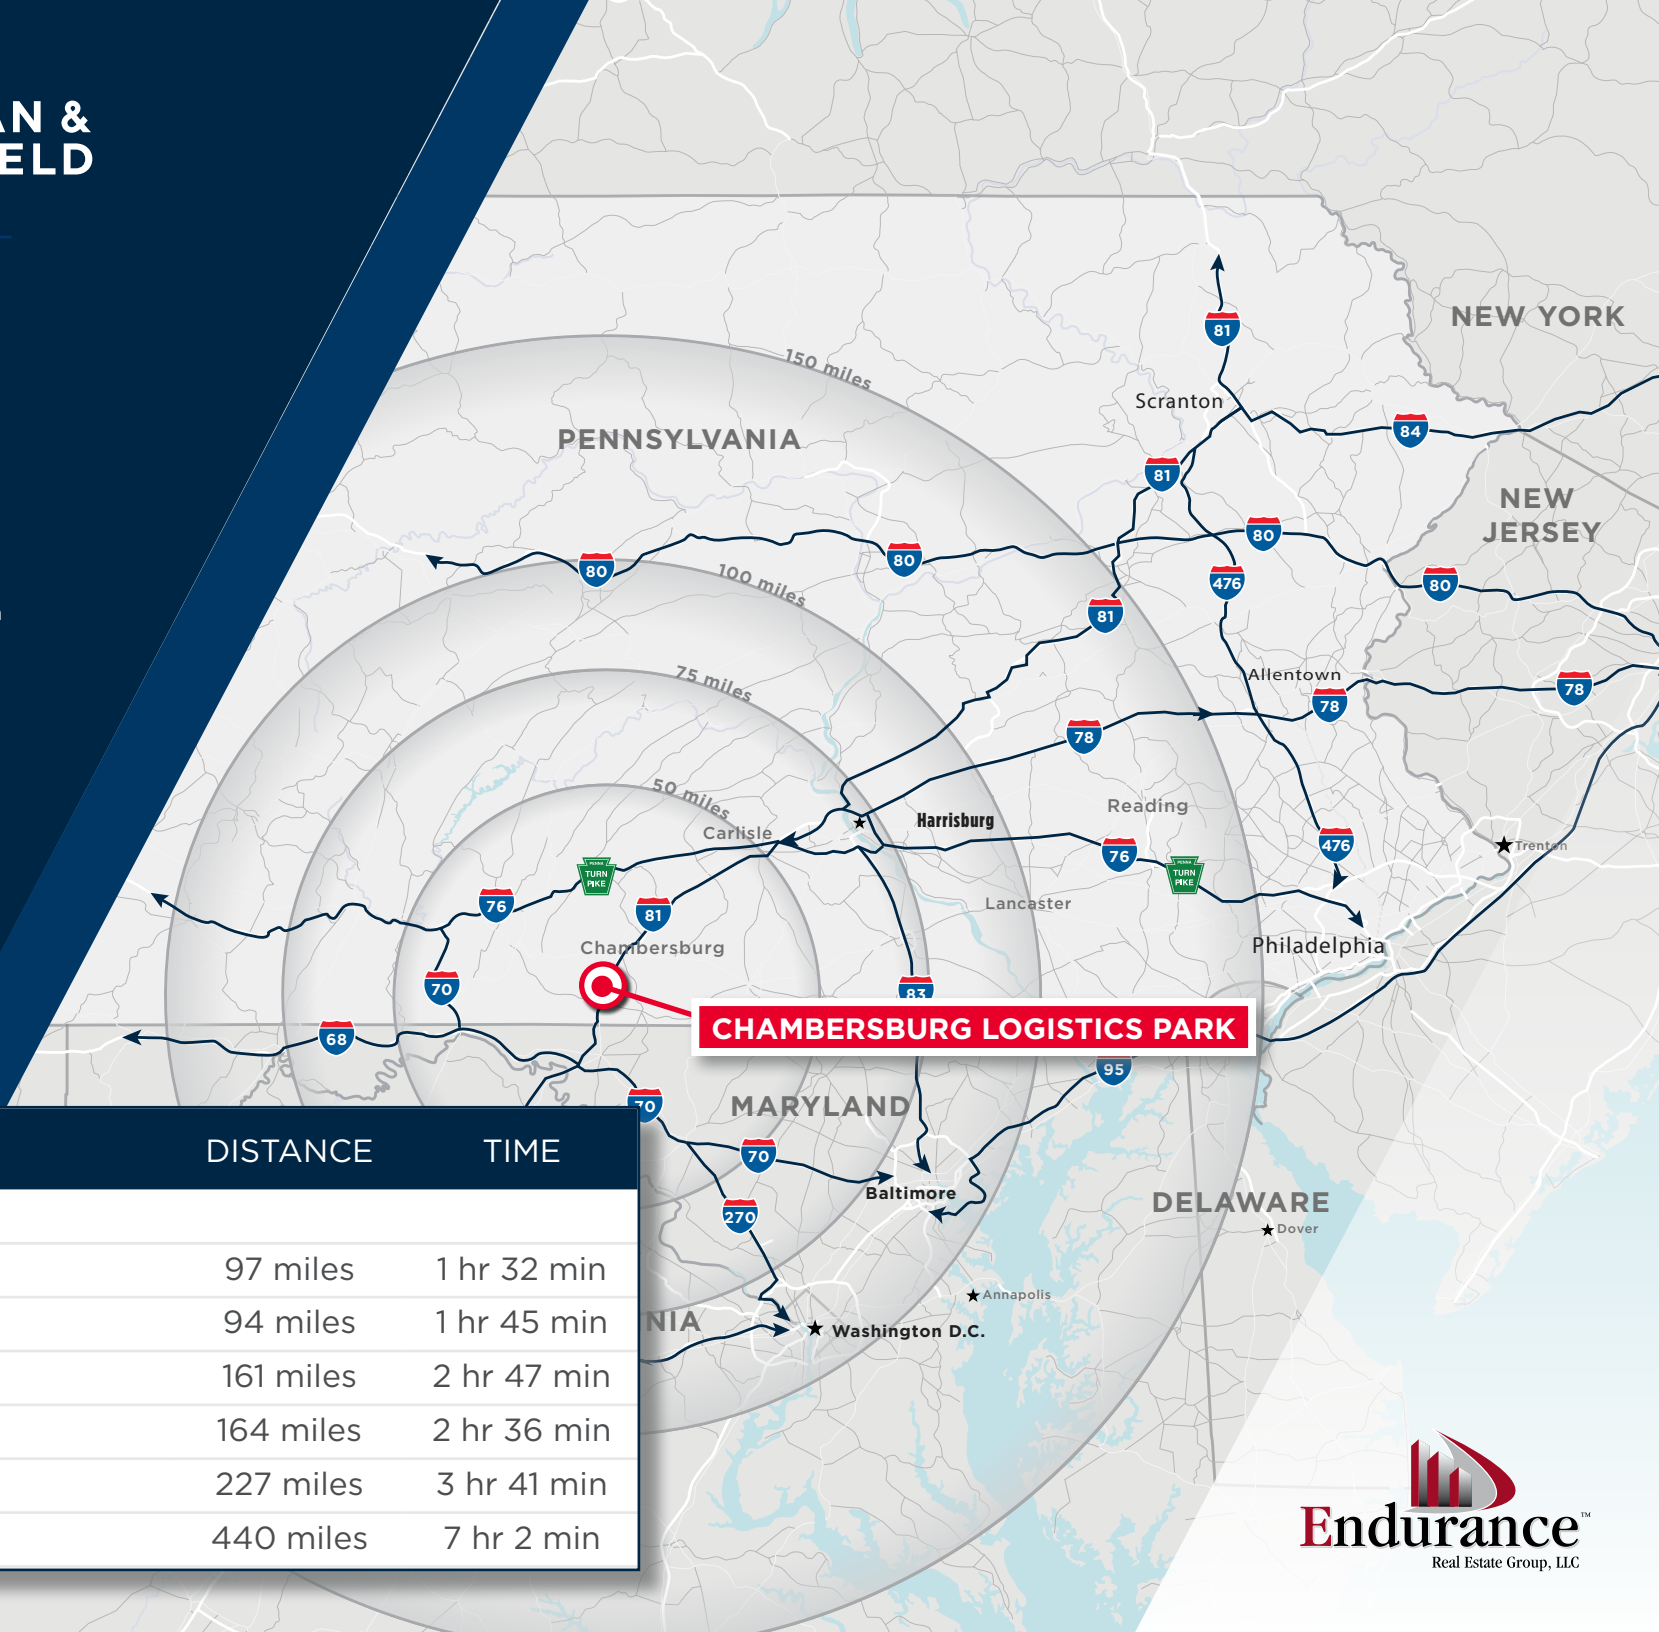 AN &
ELD
NEW YORK
150 miles
81
Scranton
84
PENNSYLVANIA
81
NEW
JERSEY
80
80
80
100 miles
476
80
81
75 miles
Allentown
78
78
78
50 miles
Reading
Carlisle
Harrisburg
476
Trenton
76
PENNA
TURN
PIKE
PENNA
TURN
PIKE
76
81
Lancaster
Chambersburg
Philadelphia
70
83
CHAMBERSBURG LOGISTICS PARK
68
95
70
MARYLAND
DISTANCE TIME
70
Baltimore
DELAWARE
270
Dover
97 miles 1 hr 32 min
Annapolis
94 miles 1 hr 45 min
NIA
Washington D.C.
161 miles 2 hr 47 min
164 miles 2 hr 36 min
227 miles 3 hr 41 min
440 miles 7 hr 2 min
Endurance™
Real Estate Group, LLC